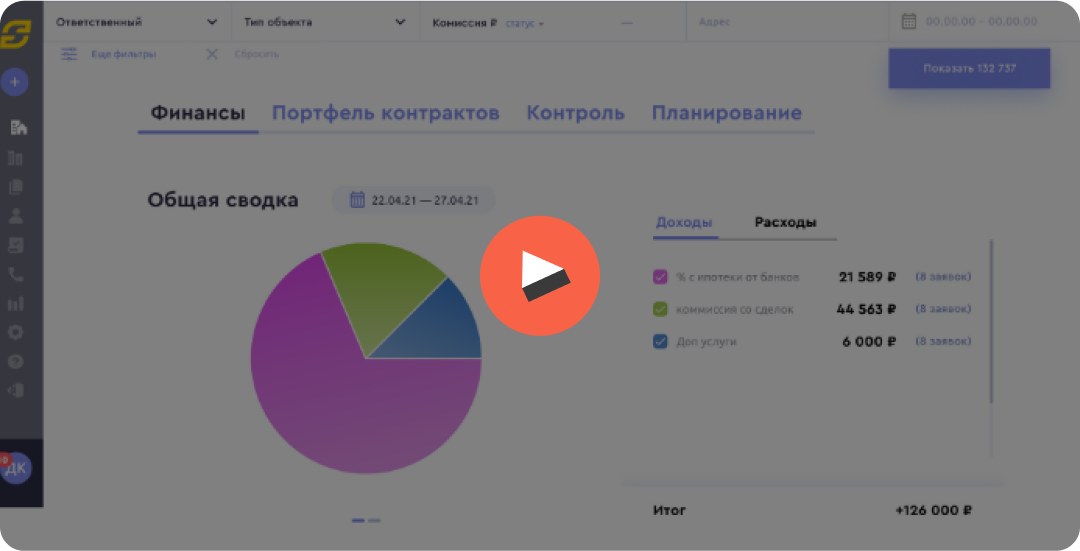 Ответственный Тип объекта Комиссия ₽ статус — Адрес 00.00.00 – 00.00.00
Еще фильтры Сбросить
Показать 132 737
Финансы Портфель контрактов Контроль Планирование
Общая сводка 22.04.21 — 27.04.21
Доходы Расходы
% с ипотеки от банков 21 589 ₽ (8 заявок)
коммиссия со сделок 44 563 ₽ (8 заявок)
Доп услуги 6 000 ₽ (8 заявок)
ДК
Итог +126 000 ₽